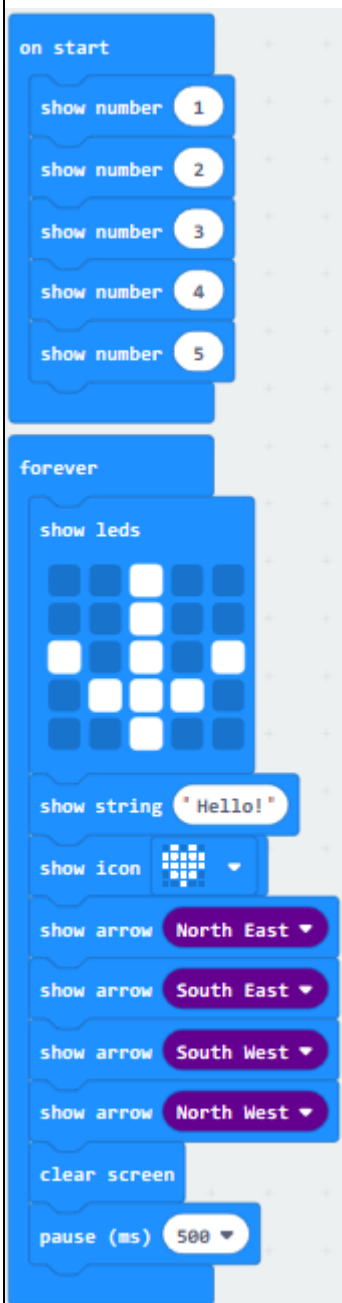 on start
show number 1
show number 2
show number 3
show number 4
show number 5
forever
show leds
show string "Hello!"
show icon
show arrow North East
show arrow South East
show arrow South West
show arrow North West
clear screen
pause (ms) 500